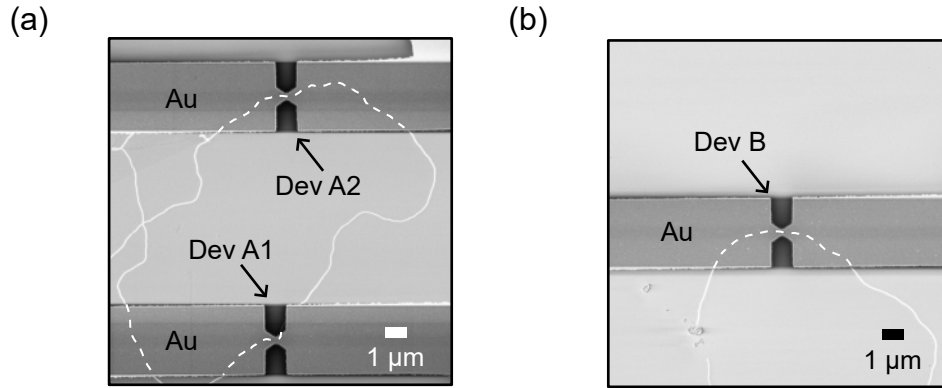 (a)
Au
Dev A2
Dev A1
Au
1 μm
(b)
Dev B
Au
1 μm